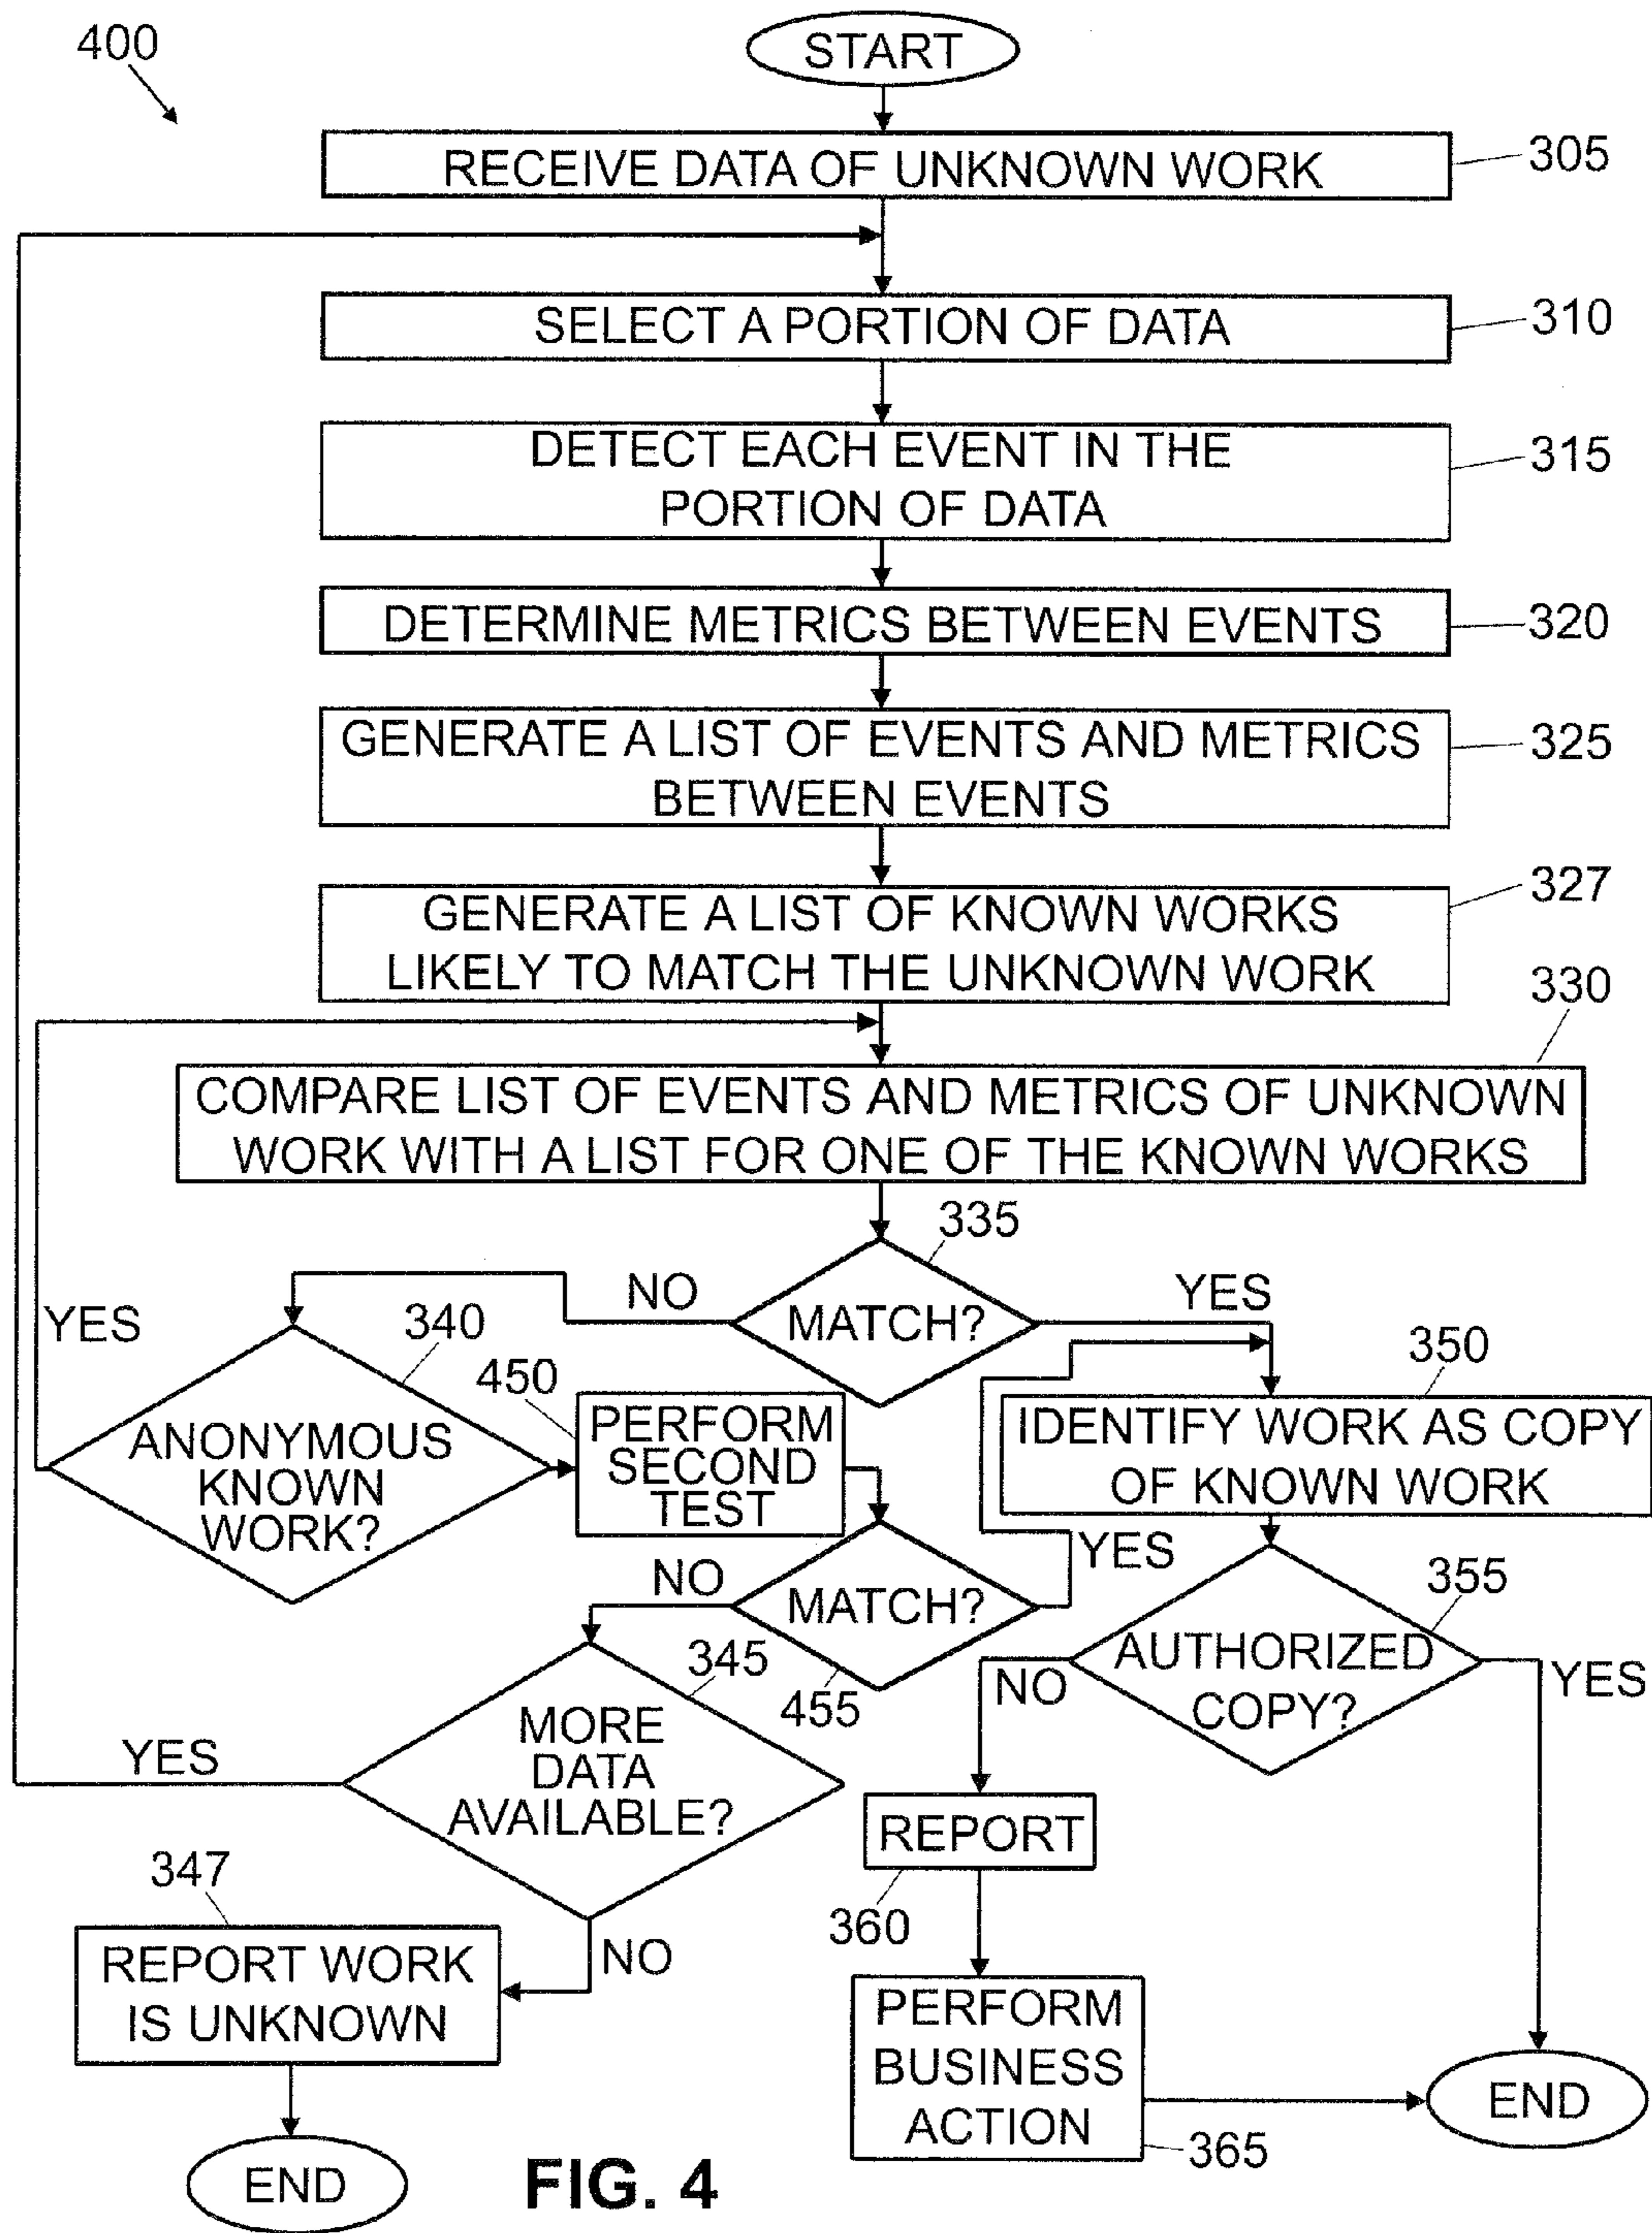 400
START
RECEIVE DATA OF UNKNOWN WORK
305
SELECT A PORTION OF DATA
310
DETECT EACH EVENT IN THE
PORTION OF DATA
315
DETERMINE METRICS BETWEEN EVENTS
320
GENERATE A LIST OF EVENTS AND METRICS
BETWEEN EVENTS
325
GENERATE A LIST OF KNOWN WORKS
LIKELY TO MATCH THE UNKNOWN WORK
327
330
COMPARE LIST OF EVENTS AND METRICS OF UNKNOWN
WORK WITH A LIST FOR ONE OF THE KNOWN WORKS
335
MATCH?
NO
YES
YES
340
ANONYMOUS
KNOWN
WORK?
450
PERFORM
SECOND
TEST
350
IDENTIFY WORK AS COPY
OF KNOWN WORK
NO
MATCH?
YES
455
355
AUTHORIZED
COPY?
NO
YES
345
MORE
DATA
AVAILABLE?
YES
NO
REPORT
360
347
REPORT WORK
IS UNKNOWN
PERFORM
BUSINESS
ACTION
365
END
END
FIG. 4